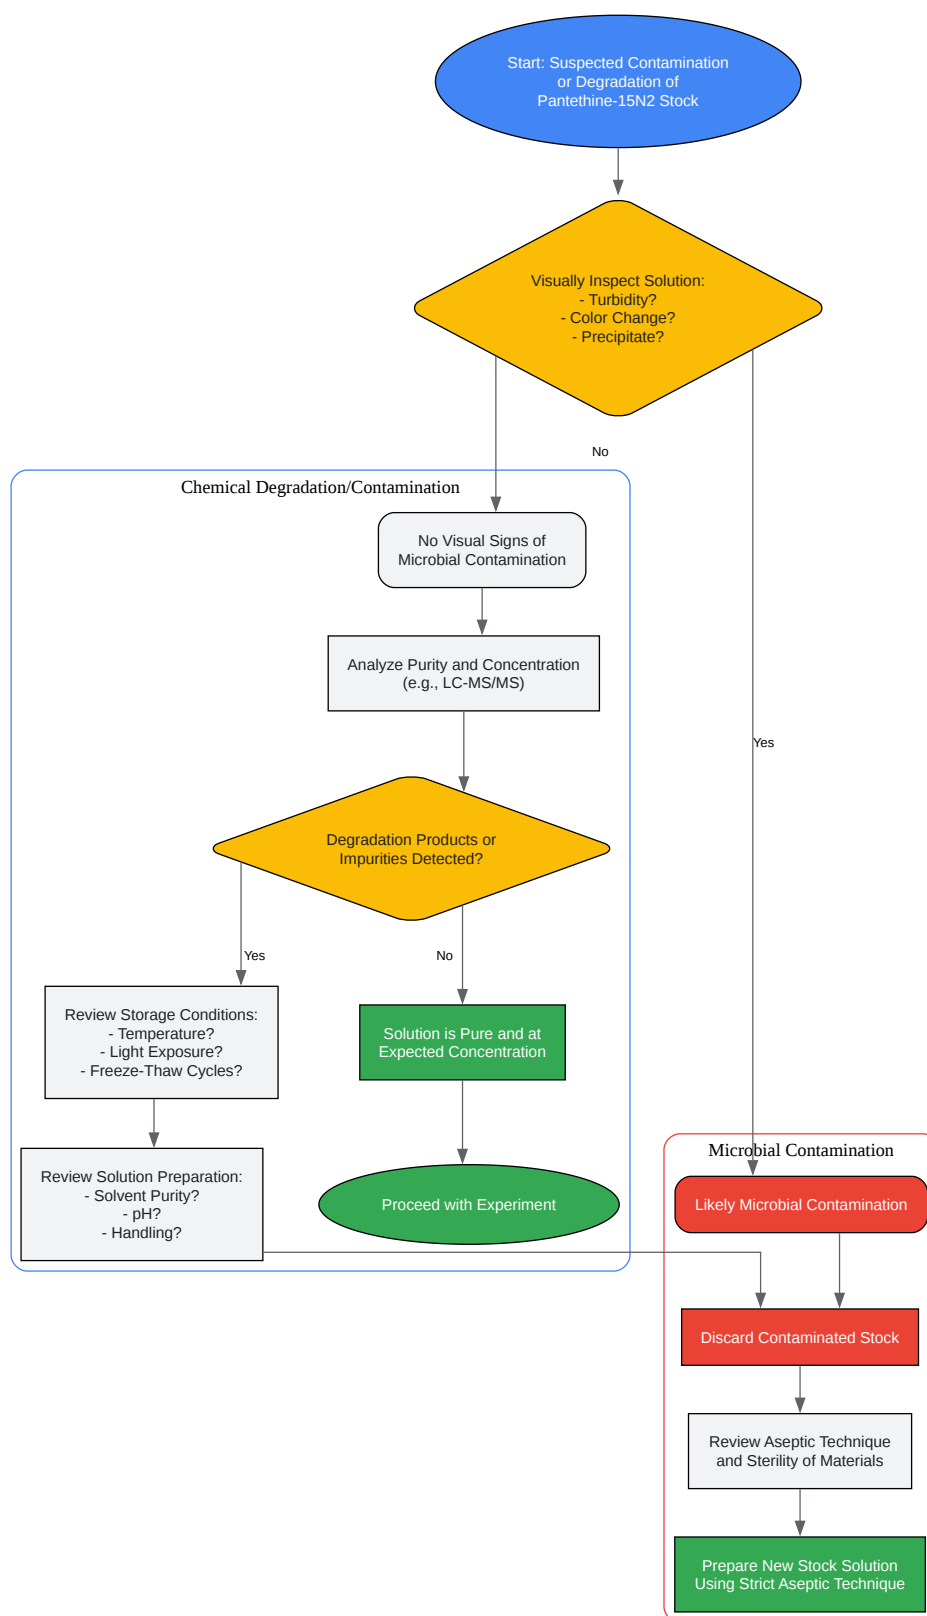 Start: Suspected Contamination
or Degradation of
Pantethine-15N2 Stock
Visually Inspect Solution:
- Turbidity?
- Color Change?
- Precipitate?
No
Chemical Degradation/Contamination
No Visual Signs of
Microbial Contamination
Analyze Purity and Concentration
(e.g., LC-MS/MS)
Yes
Degradation Products or
Impurities Detected?
Yes
No
Review Storage Conditions:
- Temperature?
- Light Exposure?
- Freeze-Thaw Cycles?
Solution is Pure and at
Expected Concentration
Microbial Contamination
Review Solution Preparation:
- Solvent Purity?
- pH?
- Handling?
Proceed with Experiment
Likely Microbial Contamination
Discard Contaminated Stock
Review Aseptic Technique
and Sterility of Materials
Prepare New Stock Solution
Using Strict Aseptic Technique